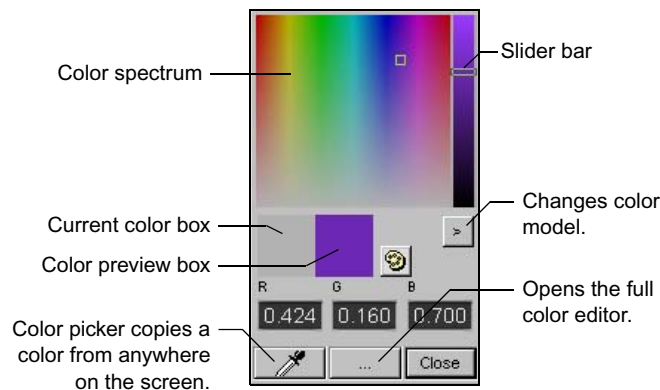 Color spectrum
Slider bar
Current color box
Color preview box
Changes color
model.
R G B
0.424 0.160 0.700
Opens the full
color editor.
Color picker copies a
color from anywhere
on the screen.
... Close